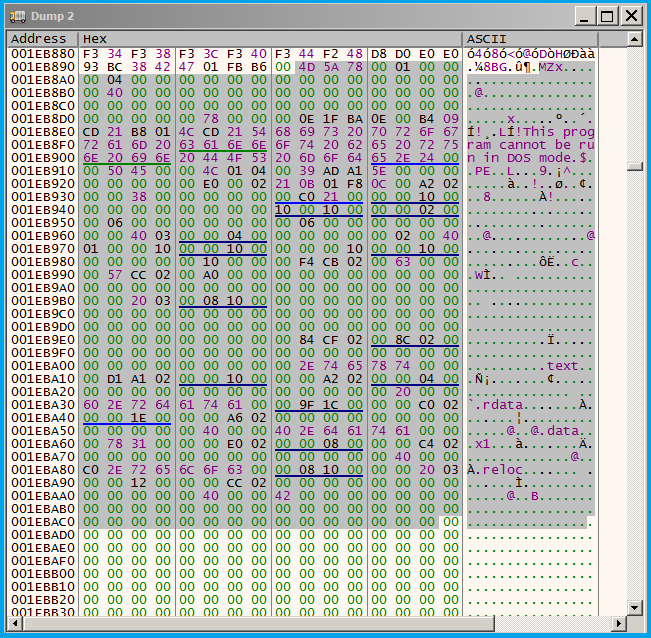 Dump 2
Address Hex ASCII
001EB880 F3 34 F3 38 F3 3C F3 40 F3 44 F2 48 D8 D0 E0 E0 ó4ó8ó<ó@óDòHØÐàà
001EB890 93 BC 38 42 47 01 FB B6 00 4D 5A 78 00 01 00 00 .¼8BG.û¶.MZx....
001EB8A0 00 04 00 00 00 00 00 00 00 00 00 00 00 00 00 00 ................
001EB8B0 00 40 00 00 00 00 00 00 00 00 00 00 00 00 00 00 .@..............
001EB8C0 00 00 00 00 00 00 00 00 00 00 00 00 00 00 00 00 ................
001EB8D0 00 00 00 00 00 78 00 00 00 0E 1F BA 0E 00 B4 09 .....x.....º..´.
001EB8E0 CD 21 B8 01 4C CD 21 54 68 69 73 20 70 72 6F 67 Í!¸.LÍ!This prog
001EB8F0 72 61 6D 20 63 61 6E 6E 6F 74 20 62 65 20 72 75 ram cannot be ru
001EB900 6E 20 69 6E 20 44 4F 53 20 6D 6F 64 65 2E 24 00 n in DOS mode.$.
001EB910 00 50 45 00 00 4C 01 04 00 39 AD A1 5E 00 00 00 .PE..L...9.¡^...
001EB920 00 00 00 00 00 E0 00 02 21 0B 01 F8 0C 00 A2 02 .....à..!..ø..¢.
001EB930 00 00 38 00 00 00 00 00 00 C0 21 00 00 00 10 00 ..8......À!.....
001EB940 00 00 00 00 00 00 00 00 10 00 10 00 00 00 02 00 ................
001EB950 00 06 00 00 00 00 00 00 00 06 00 00 00 00 00 00 ................
001EB960 00 00 40 03 00 00 04 00 00 00 00 00 00 02 00 40 ..@............@
001EB970 01 00 00 10 00 00 10 00 00 00 00 10 00 00 10 00 ................
001EB980 00 00 00 00 00 10 00 00 00 F4 CB 02 00 63 00 00 .........ôË..c..
001EB990 00 57 CC 02 00 A0 00 00 00 00 00 00 00 00 00 00 .WÌ.. ..........
001EB9A0 00 00 00 00 00 00 00 00 00 00 00 00 00 00 00 00 ................
001EB9B0 00 00 20 03 00 08 10 00 00 00 00 00 00 00 00 00 .. .............
001EB9C0 00 00 00 00 00 00 00 00 00 00 00 00 00 00 00 00 ................
001EB9D0 00 00 00 00 00 00 00 00 00 00 00 00 00 00 00 00 ................
001EB9E0 00 00 00 00 00 00 00 00 00 84 CF 02 00 8C 02 00 ..........Ï.....
001EB9F0 00 00 00 00 00 00 00 00 00 00 00 00 00 00 00 00 ................
001EBA00 00 00 00 00 00 00 00 00 00 2E 74 65 78 74 00 00 ..........text..
001EBA10 00 D1 A1 02 00 00 10 00 00 00 A2 02 00 00 04 00 .Ñ¡.......¢.....
001EBA20 00 00 00 00 00 00 00 00 00 00 00 00 00 20 00 00 ............. ..
001EBA30 60 2E 72 64 61 74 61 00 00 9F 1C 00 00 00 C0 02 `.rdata.......À.
001EBA40 00 00 1E 00 00 00 A6 02 00 00 00 00 00 00 00 00 ......¦.........
001EBA50 00 00 00 00 00 40 00 00 40 2E 64 61 74 61 00 00 .....@..@.data..
001EBA60 00 78 31 00 00 00 E0 02 00 00 08 00 00 00 C4 02 .x1...à.......Ä.
001EBA70 00 00 00 00 00 00 00 00 00 00 00 00 00 40 00 00 .............@..
001EBA80 C0 2E 72 65 6C 6F 63 00 00 08 10 00 00 00 20 03 À.reloc....... .
001EBA90 00 00 12 00 00 00 CC 02 00 00 00 00 00 00 00 00 ......Ì.........
001EBAA0 00 00 00 00 00 40 00 00 42 00 00 00 00 00 00 00 .....@..B.......
001EBAB0 00 00 00 00 00 00 00 00 00 00 00 00 00 00 00 00 ................
001EBAC0 00 00 00 00 00 00 00 00 00 00 00 00 00 00 00 00 ................
001EBAD0 00 00 00 00 00 00 00 00 00 00 00 00 00 00 00 00 ................
001EBAE0 00 00 00 00 00 00 00 00 00 00 00 00 00 00 00 00 ................
001EBAF0 00 00 00 00 00 00 00 00 00 00 00 00 00 00 00 00 ................
001EBB00 00 00 00 00 00 00 00 00 00 00 00 00 00 00 00 00 ................
001EBB10 00 00 00 00 00 00 00 00 00 00 00 00 00 00 00 00 ................
001EBB20 00 00 00 00 00 00 00 00 00 00 00 00 00 00 00 00 ................
001EBB30 00 00 00 00 00 00 00 00 00 00 00 00 00 00 00 00 ................